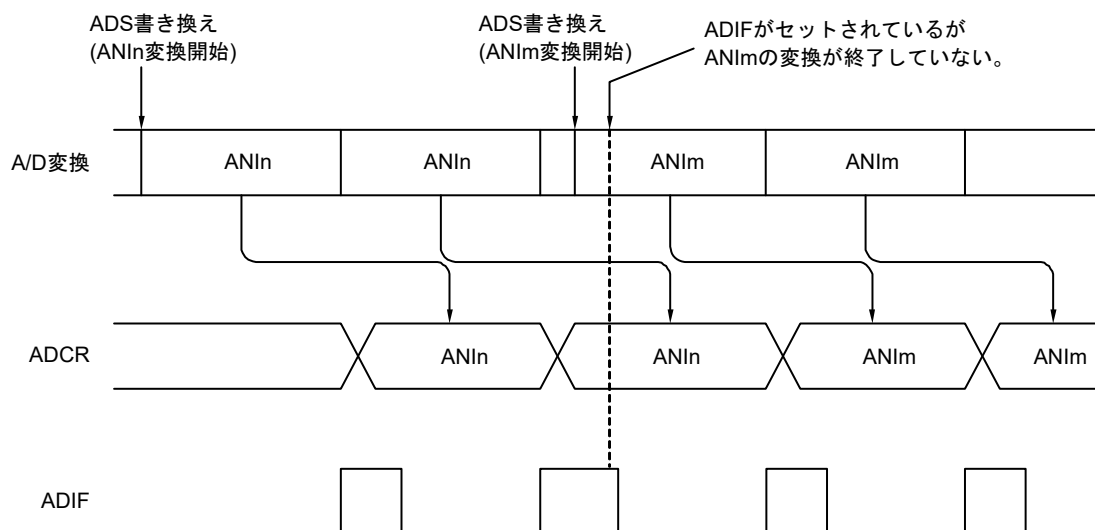 ADS書き換え
(ANIn変換開始)
ADS書き換え
(ANIm変換開始)
ADIFがセットされているが
ANImの変換が終了していない。
A/D変換
ANIn
ANIn
ANIm
ANIm
ADCR
ANIn
ANIn
ANIm
ANIm
ADIF